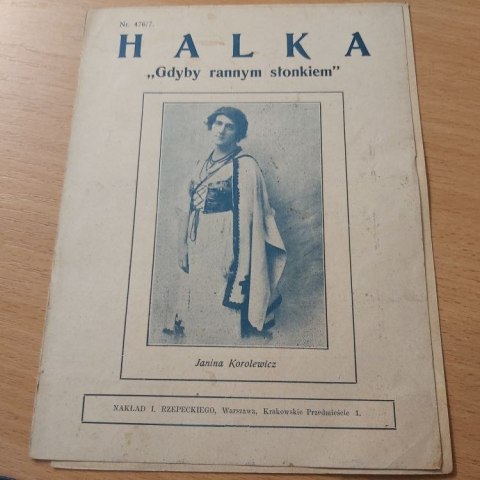 Nr. 476/7.
HALKA
„Gdyby rannym słonkiem"
Janina Korolewicz
NAKŁAD I. RZEPECKIEGO, Warszawa, Krakowskie Przedmieście 1.